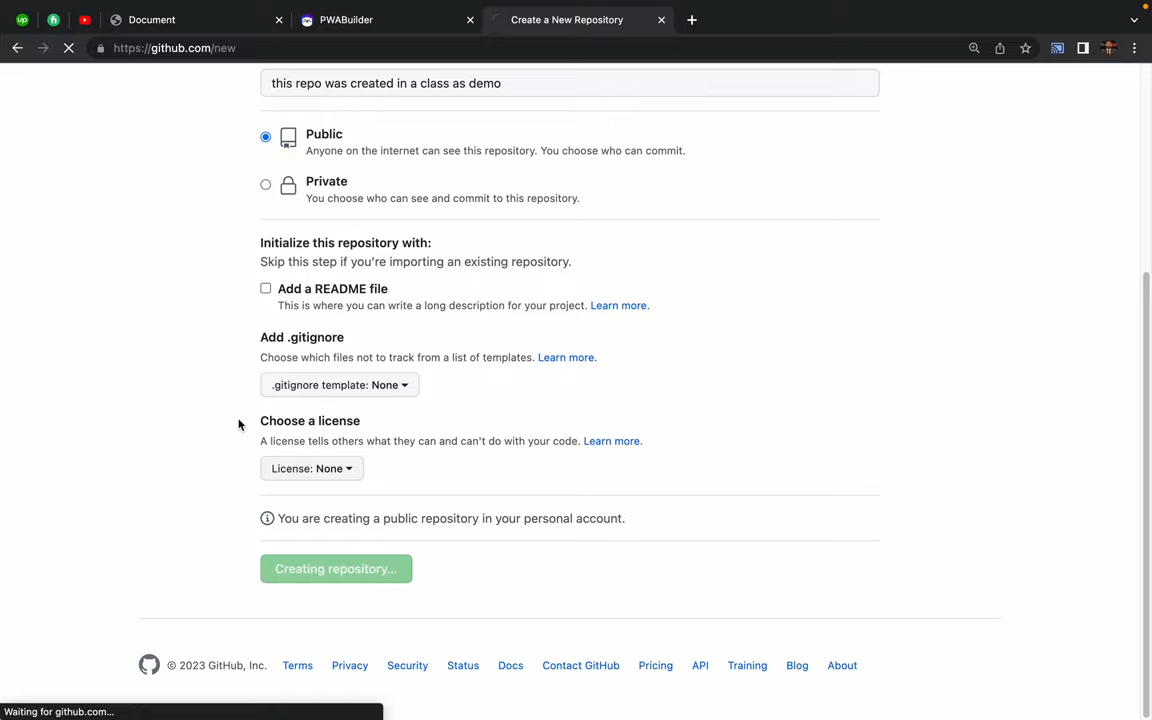 up
fi
Document
PWABuilder
Create a New Repository
https://github.com/new
this repo was created in a class as demo
Public
Anyone on the internet can see this repository. You choose who can commit.
Private
You choose who can see and commit to this repository.
Initialize this repository with:
Skip this step if you’re importing an existing repository.
Add a README file
This is where you can write a long description for your project. Learn more.
Add .gitignore
Choose which files not to track from a list of templates. Learn more.
.gitignore template: None
Choose a license
A license tells others what they can and can't do with your code. Learn more.
License: None
You are creating a public repository in your personal account.
Creating repository...
© 2023 GitHub, Inc. Terms Privacy Security Status Docs Contact GitHub Pricing API Training Blog About
Waiting for github.com...